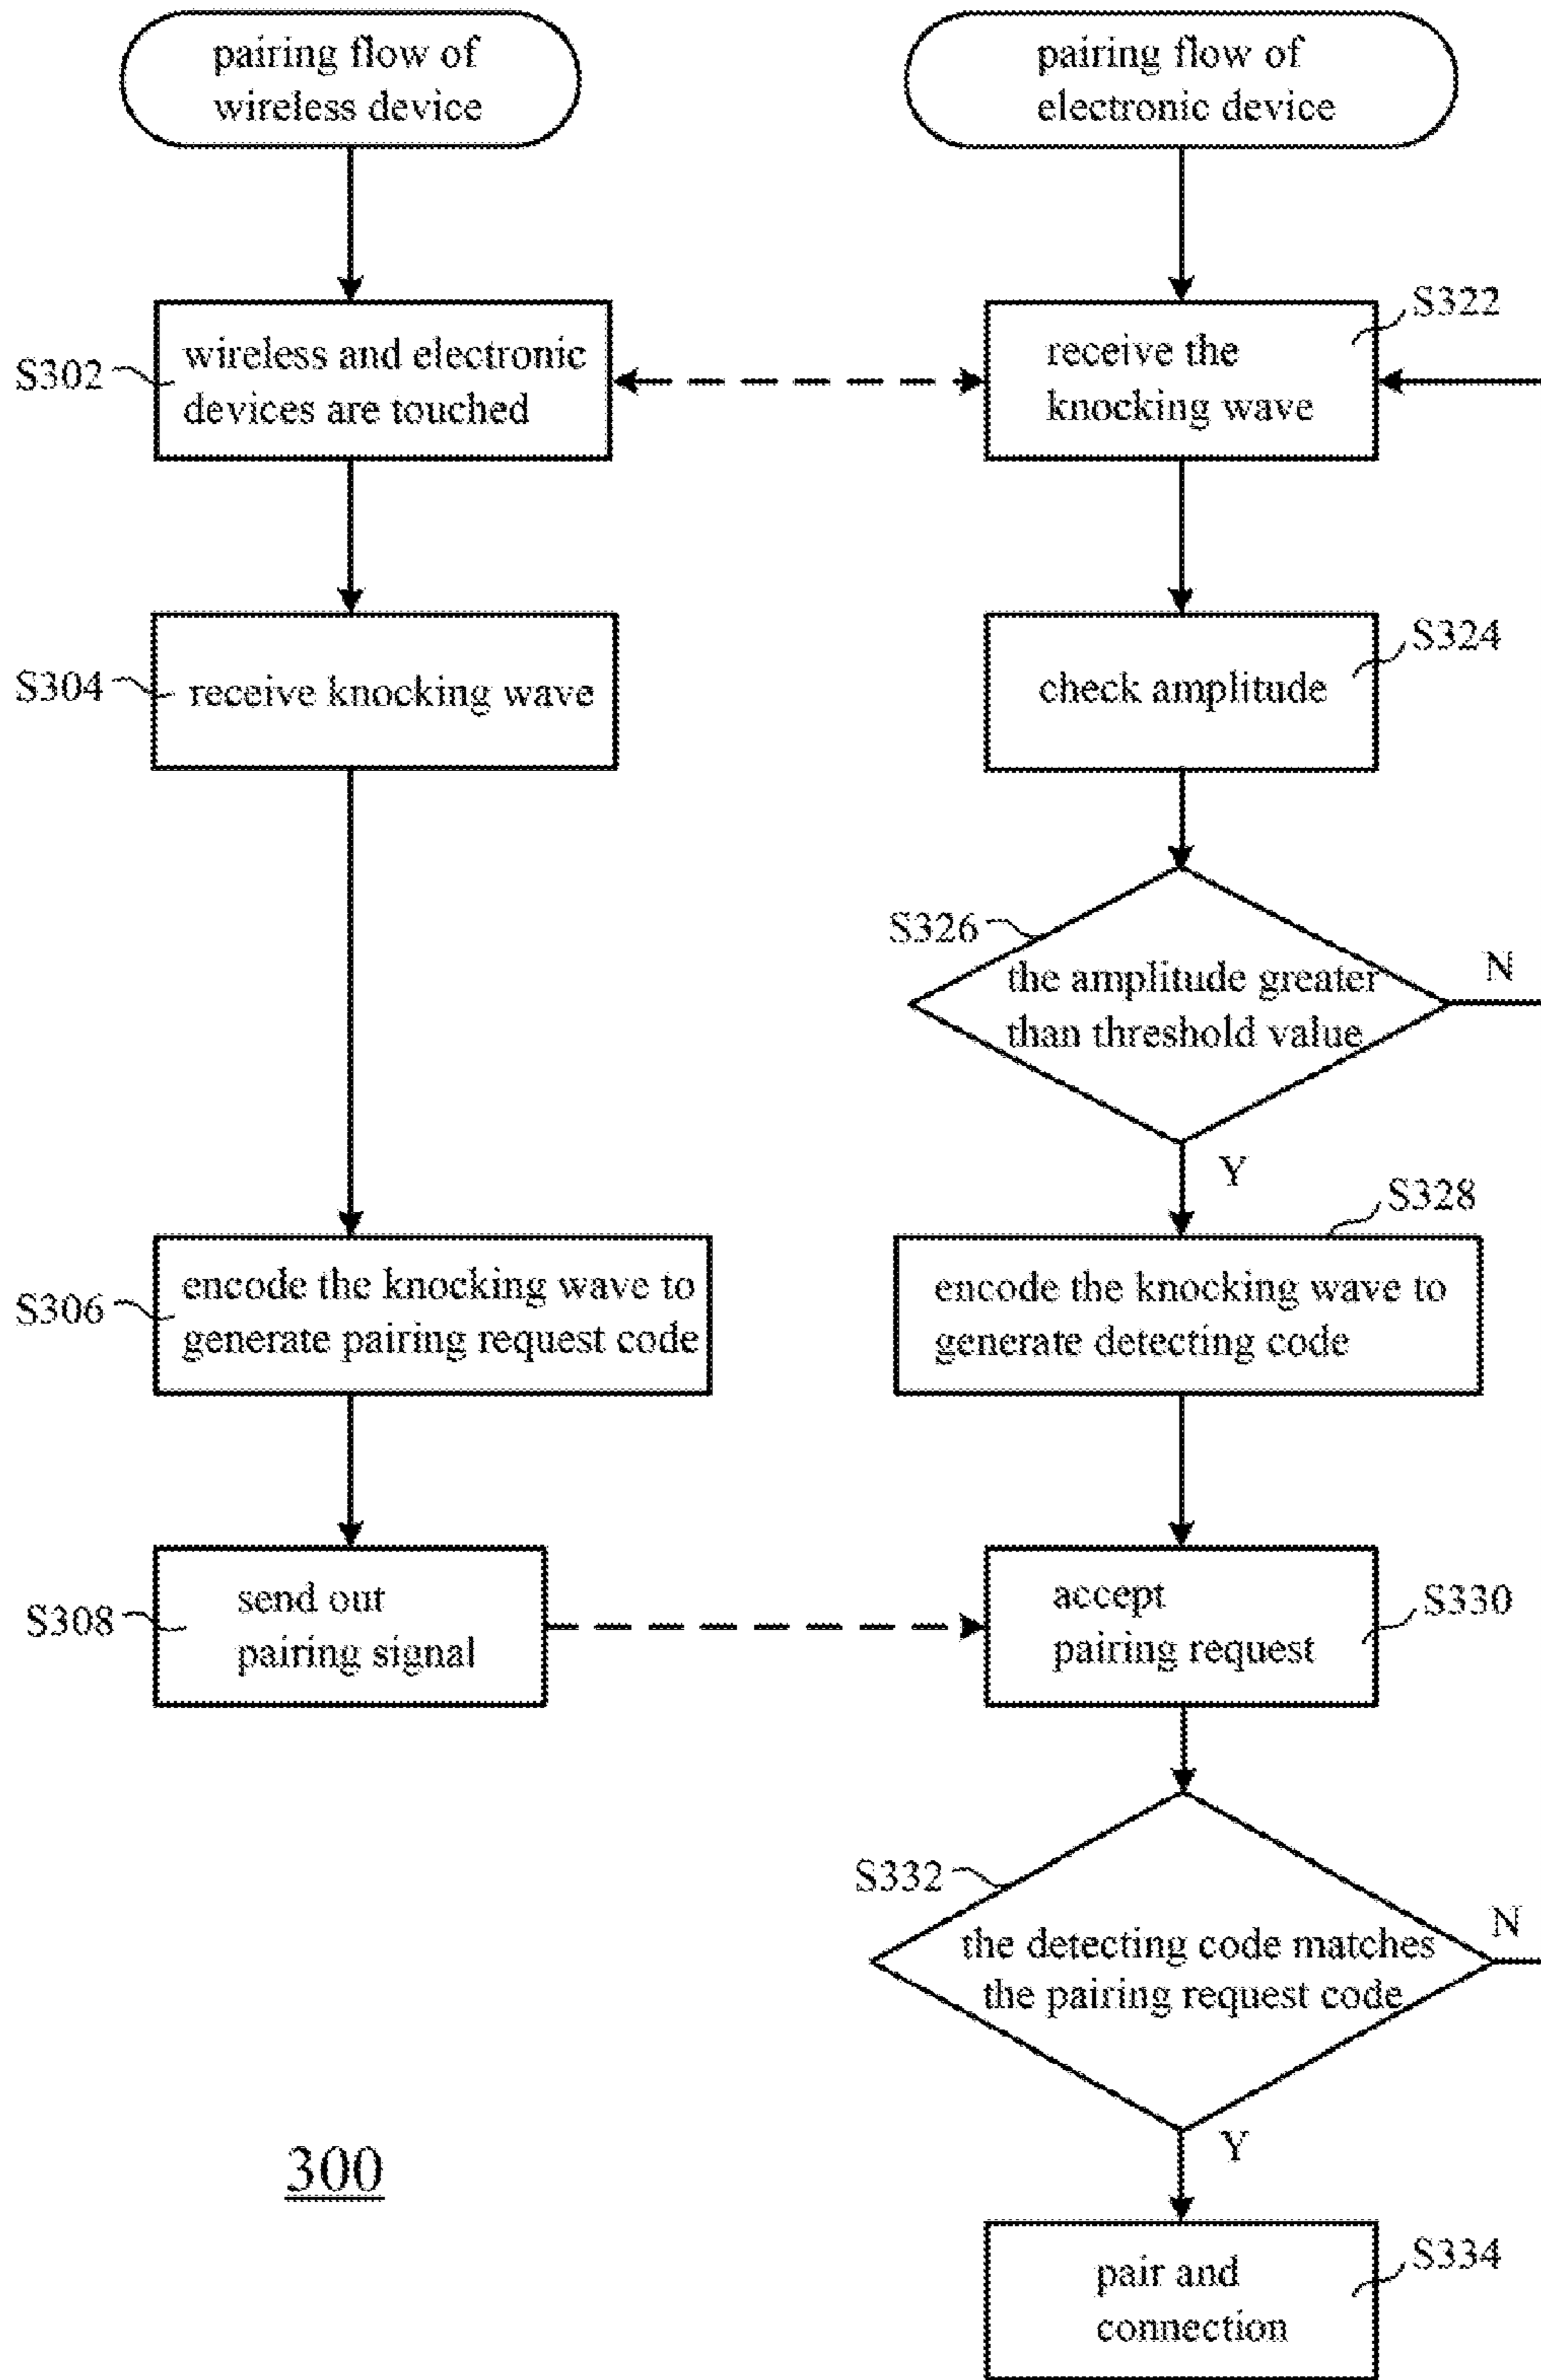 pairing flow of
wireless device
pairing flow of
electronic device
S302
wireless and electronic
devices are touched
receive the
knocking wave
S322
S304
receive knocking wave
check amplitude
S324
S326
the amplitude greater
than threshold value
N
Y
S306
encode the knocking wave to
generate pairing request code
S328
encode the knocking wave to
generate detecting code
S308
send out
pairing signal
accept
pairing request
S330
S332
the detecting code matches
the pairing request code
N
Y
300
pair and
connection
S334